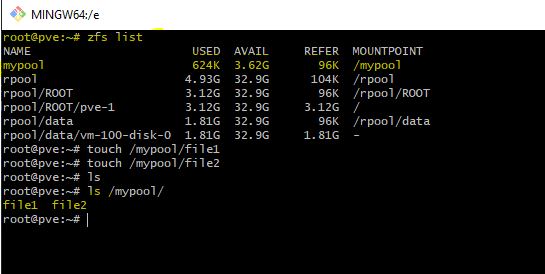 MINGW64:/e
root@pve:~# zfs list
NAME USED AVAIL REFER MOUNTPOINT
mypool 624K 3.62G 96K /mypool
rpool 4.93G 32.9G 104K /rpool
rpool/ROOT 3.12G 32.9G 96K /rpool/ROOT
rpool/ROOT/pve-1 3.12G 32.9G 3.12G /
rpool/data 1.81G 32.9G 96K /rpool/data
rpool/data/vm-100-disk-0 1.81G 32.9G 1.81G -
root@pve:~# touch /mypool/file1
root@pve:~# touch /mypool/file2
root@pve:~# ls
root@pve:~# ls /mypool/
file1 file2
root@pve:~#